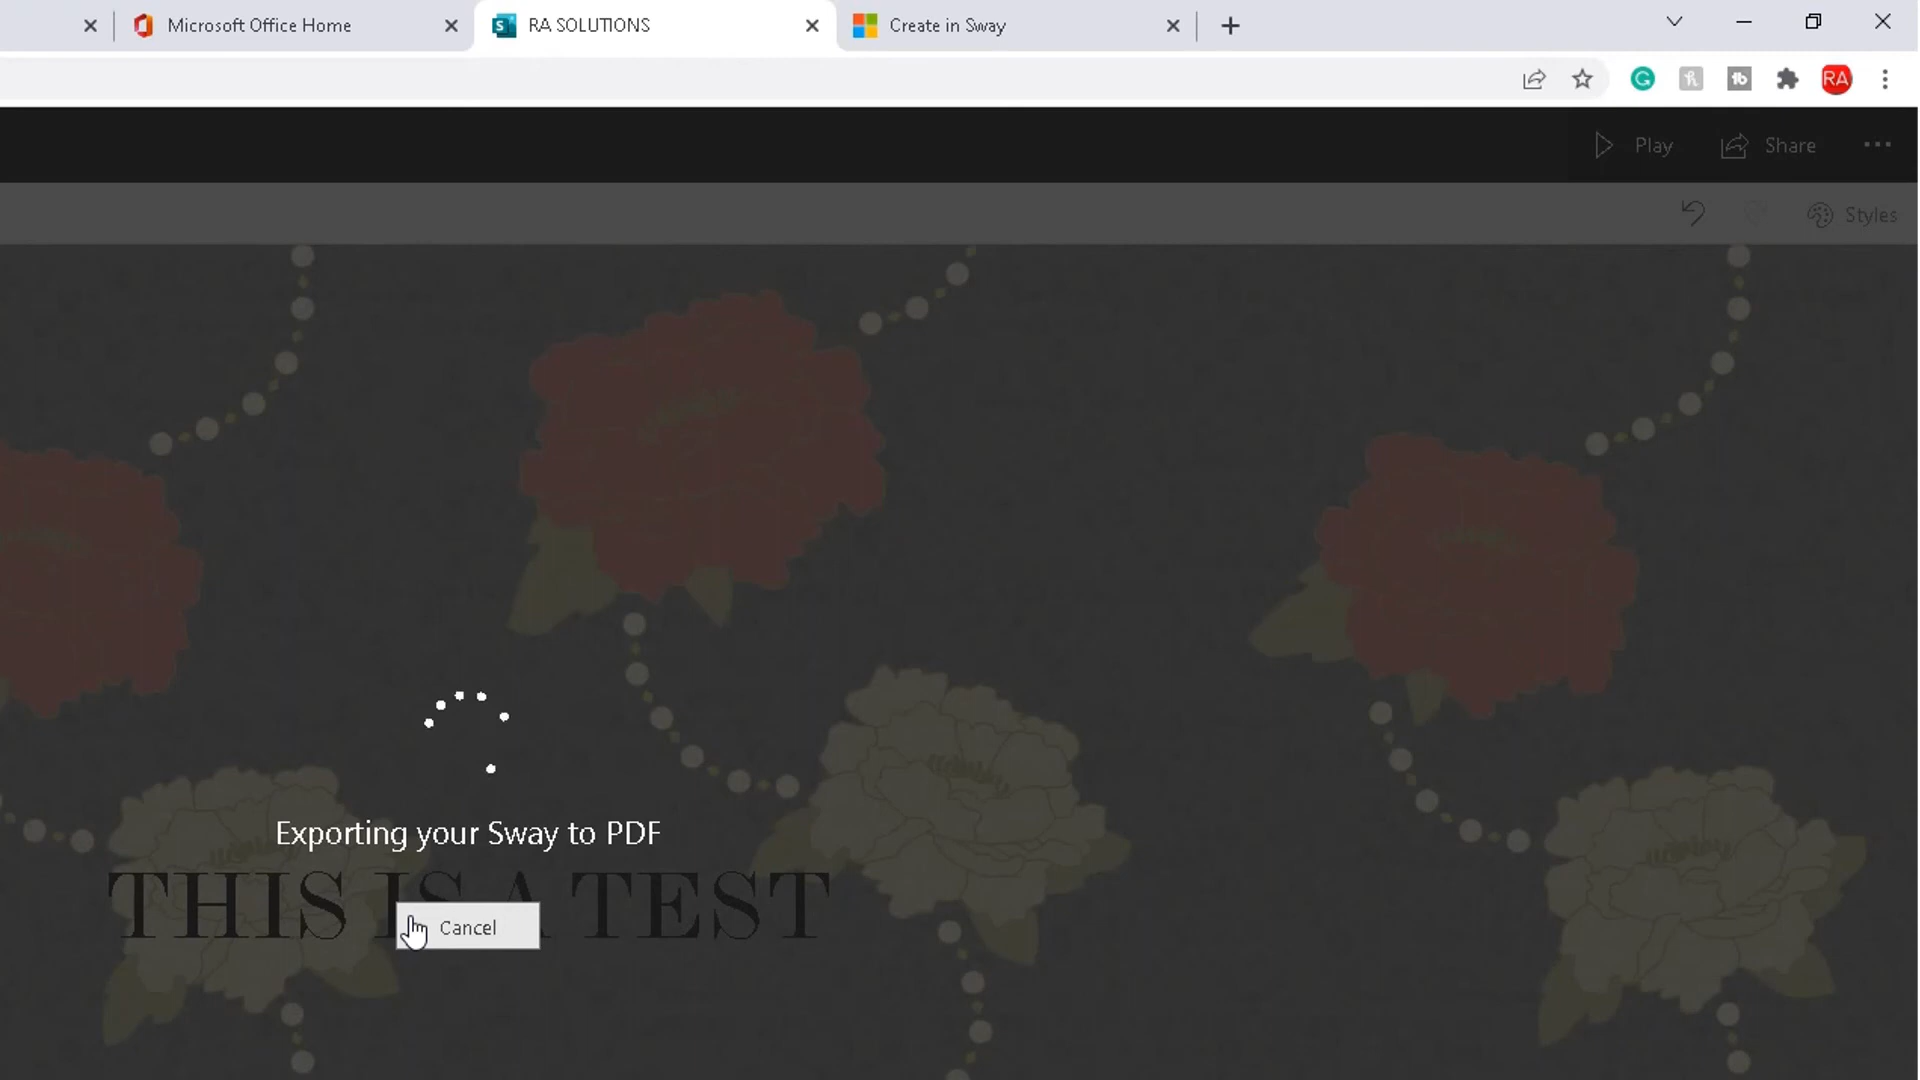 Microsoft Office Home
RA SOLUTIONS
Create in Sway
RA
Play
Share
Styles
Exporting your Sway to PDF
THIS IS A TEST
Cancel